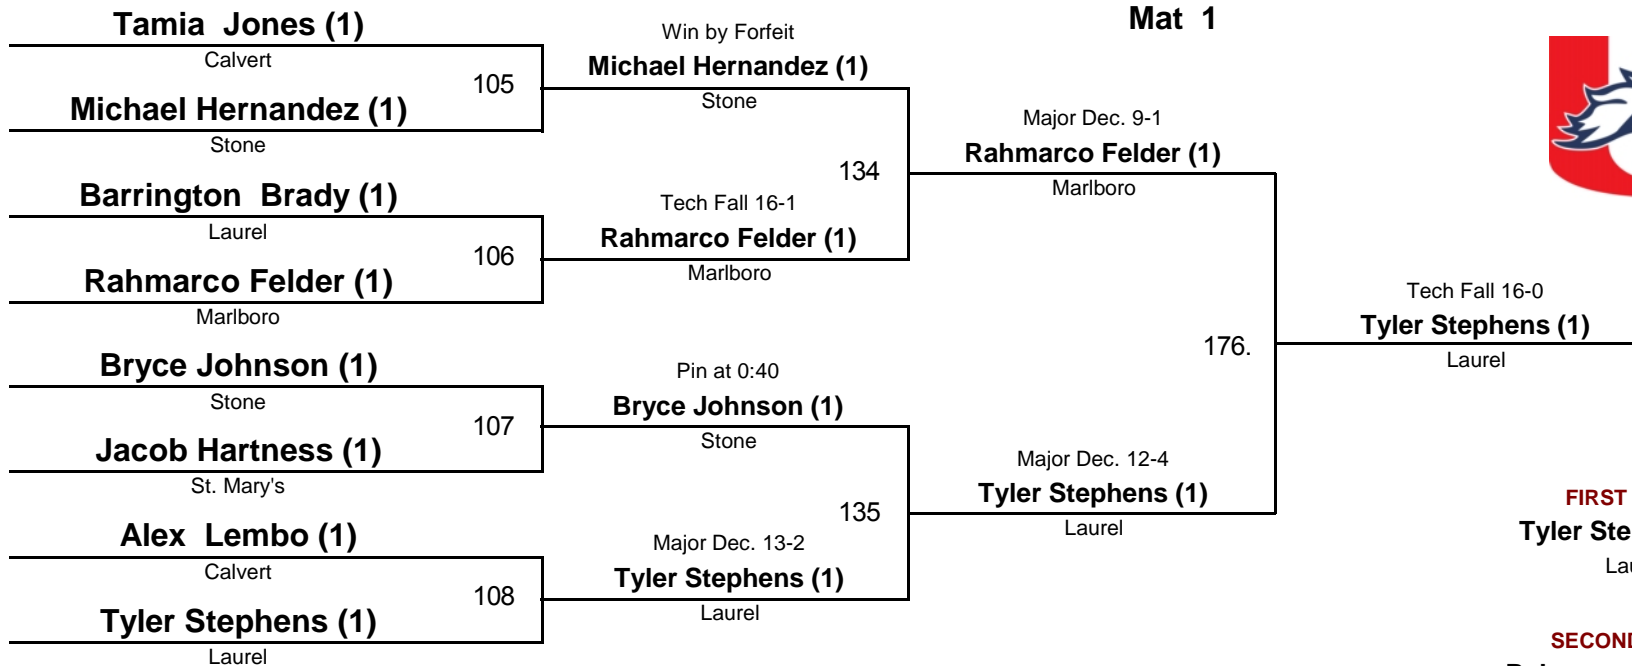 Tamia Jones (1)
Calvert
105
Michael Hernandez (1)
Stone
Barrington Brady (1)
Laurel
106
Rahmarco Felder (1)
Marlboro
Bryce Johnson (1)
Stone
107
Jacob Hartness (1)
St. Mary's
Alex Lembo (1)
Calvert
108
Tyler Stephens (1)
Laurel
Win by Forfeit
Michael Hernandez (1)
Stone
134
Tech Fall 16-1
Rahmarco Felder (1)
Marlboro
Pin at 0:40
Bryce Johnson (1)
Stone
135
Major Dec. 13-2
Tyler Stephens (1)
Laurel
Mat 1
Major Dec. 9-1
Rahmarco Felder (1)
Marlboro
176.
Major Dec. 12-4
Tyler Stephens (1)
Laurel
Tech Fall 16-0
Tyler Stephens (1)
Laurel
FIRST
Tyler Ste
Lau
SECOND